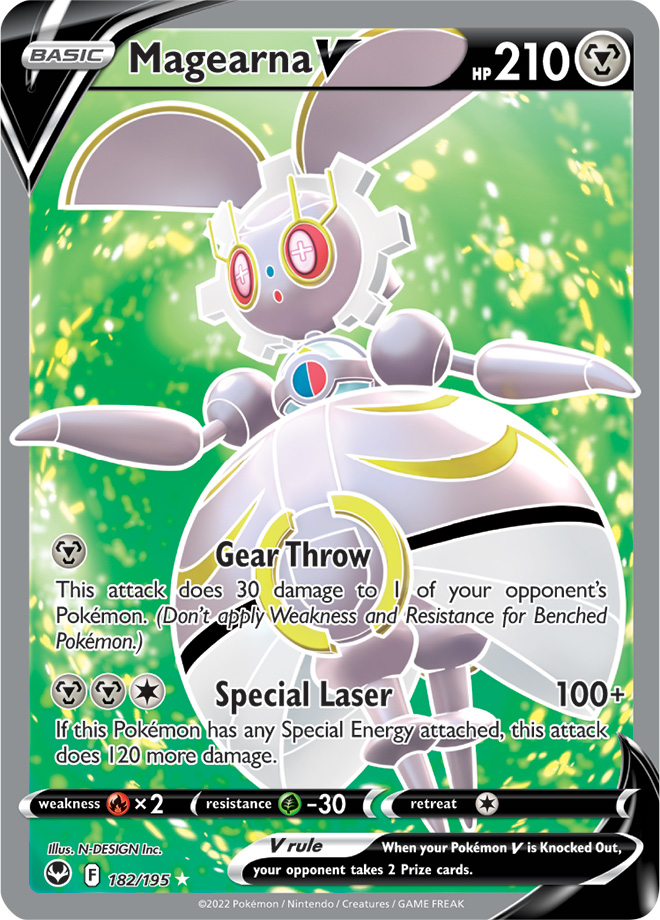 BASIC Magearna V HP 210
Gear Throw
This attack does 30 damage to 1 of your opponent's
Pokémon. (Don't apply Weakness and Resistance for Benched
Pokémon.)
Special Laser 100+
If this Pokémon has any Special Energy attached, this attack
does 120 more damage.
weakness ×2 resistance -30 retreat
Illus. N-DESIGN Inc.
V rule When your Pokémon V is Knocked Out,
your opponent takes 2 Prize cards.
F 182/195 ★
©2022 Pokémon / Nintendo / Creatures / GAME FREAK